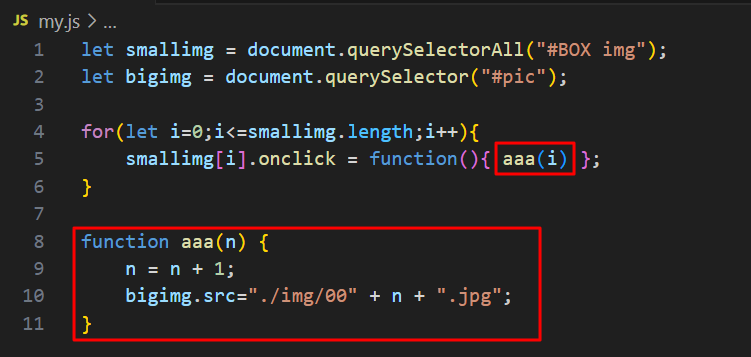 JS my.js > ...
1 let smallimg = document.querySelectorAll("#BOX img");
2 let bigimg = document.querySelector("#pic");
3
4 for(let i=0;i<=smallimg.length;i++){
5     smallimg[i].onclick = function(){ aaa(i) };
6 }
7
8 function aaa(n) {
9     n = n + 1;
10     bigimg.src="./img/00" + n + ".jpg";
11 }